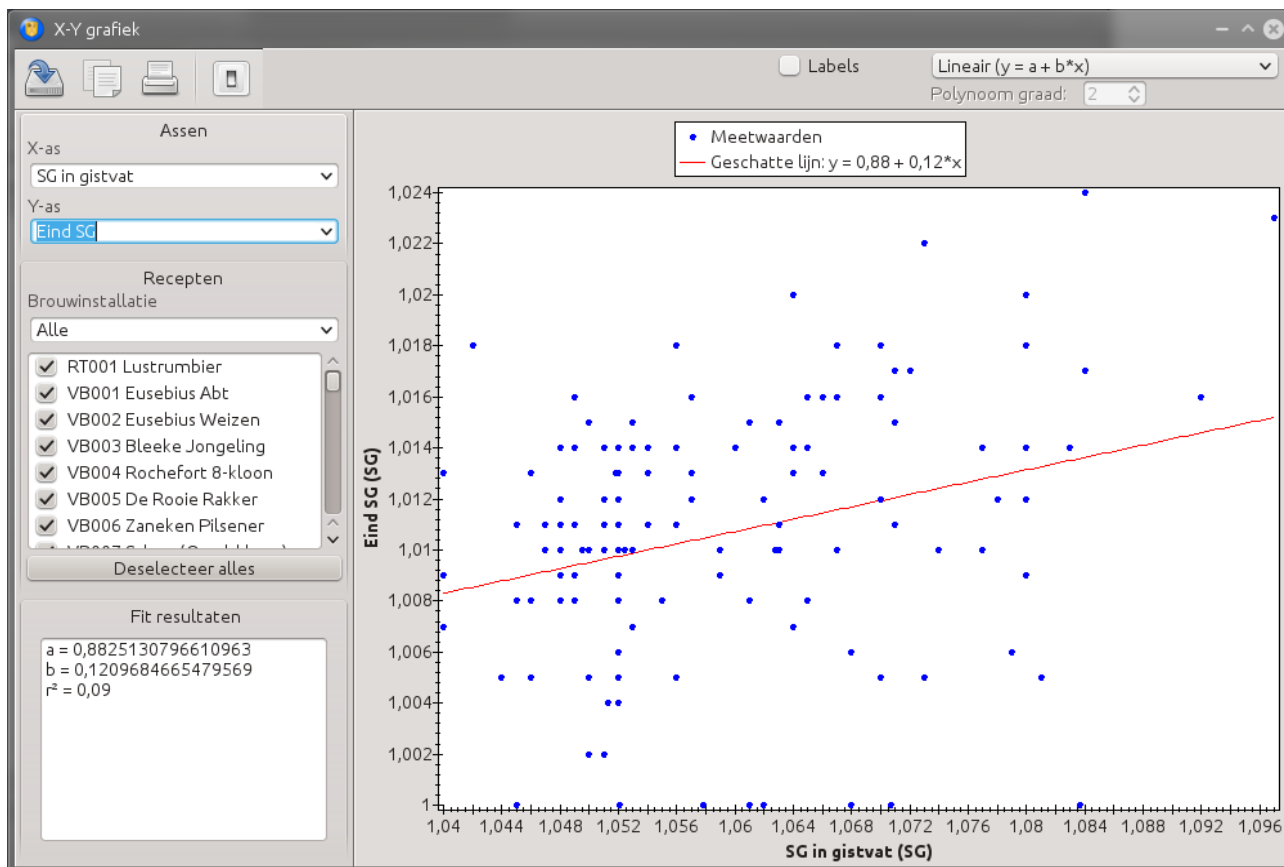 X-Y grafiek
Labels
Lineair (y = a + b*x)
Polynoom graad:
2
Assen
X-as
SG in gistvat
Y-as
Eind SG
Recepten
Brouwinstallatie
Alle
RT001 Lustrumbier
VB001 Eusebius Abt
VB002 Eusebius Weizen
VB003 Bleeke Jongeling
VB004 Rochefort 8-kloon
VB005 De Rooie Rakker
VB006 Zaneken Pilsener
Deselecteer alles
Fit resultaten
a = 0,8825130796610963
b = 0,1209684665479569
r² = 0,09
Meetwaarden
Geschatte lijn: y = 0,88 + 0,12*x
Eind SG (SG)
1,024
1,022
1,02
1,018
1,016
1,014
1,012
1,01
1,008
1,006
1,004
1,002
1
1,04 1,044 1,048 1,052 1,056 1,06 1,064 1,068 1,072 1,076 1,08 1,084 1,088 1,092 1,096
SG in gistvat (SG)